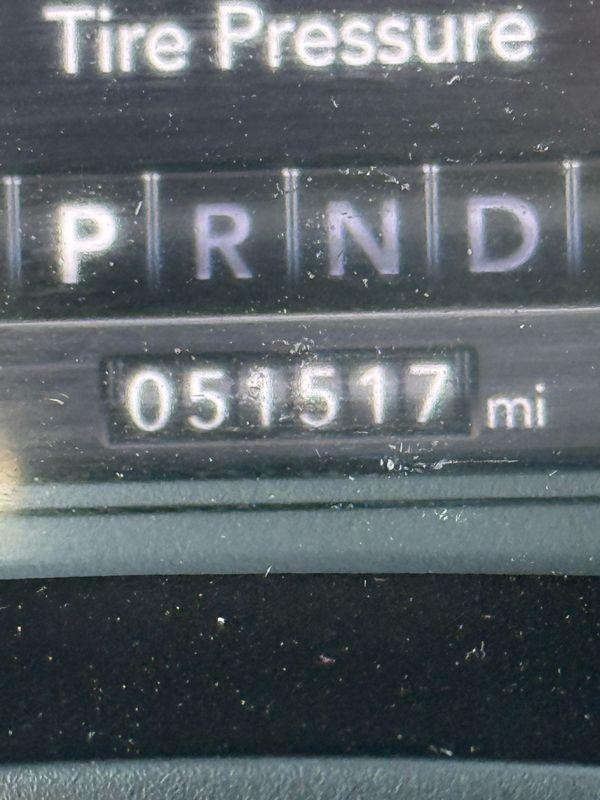 Tire Pressure
P R N D
051517 mi